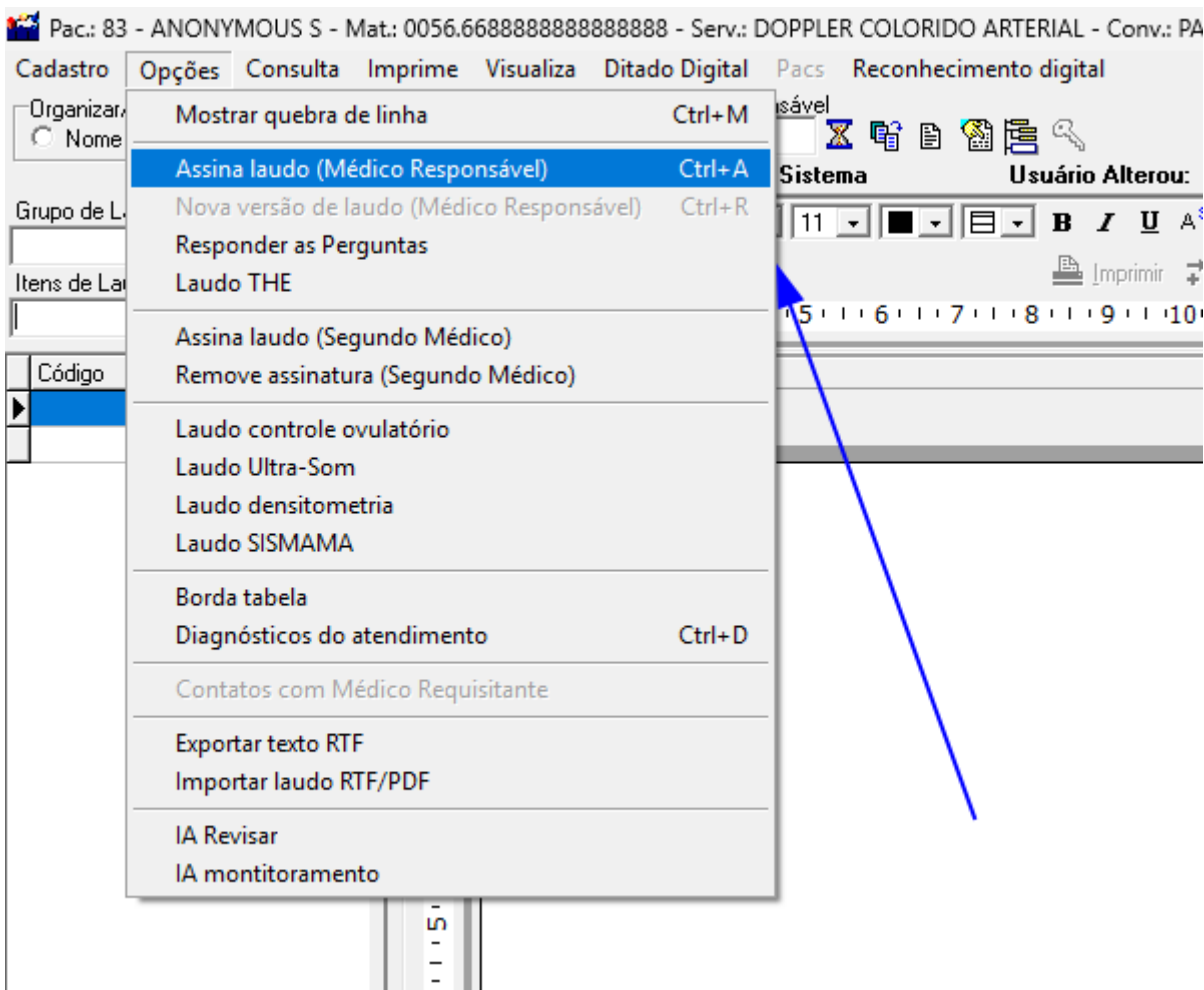 Pac.: 83 - ANONYMOUS S - Mat.: 0056.66888888888888888 - Serv.: DOPPLER COLORIDO ARTERIAL - Conv.: PA
Cadastro Opções Consulta Imprime Visualiza Ditado Digital Pacs Reconhecimento digital
Organizar
Nome
Sistema Usuário Alterou:
Grupo de L
11 B I U A
Imprimir
Itens de La
5 6 7 8 9 10
Código
Mostrar quebra de linha Ctrl+M
Assina laudo (Médico Responsável) Ctrl+A
Nova versão de laudo (Médico Responsável) Ctrl+R
Responder as Perguntas
Laudo THE
Assina laudo (Segundo Médico)
Remove assinatura (Segundo Médico)
Laudo controle ovulatório
Laudo Ultra-Som
Laudo densitometria
Laudo SISMAMA
Borda tabela
Diagnósticos do atendimento Ctrl+D
Contatos com Médico Requisitante
Exportar texto RTF
Importar laudo RTF/PDF
IA Revisar
IA montitoramento
5